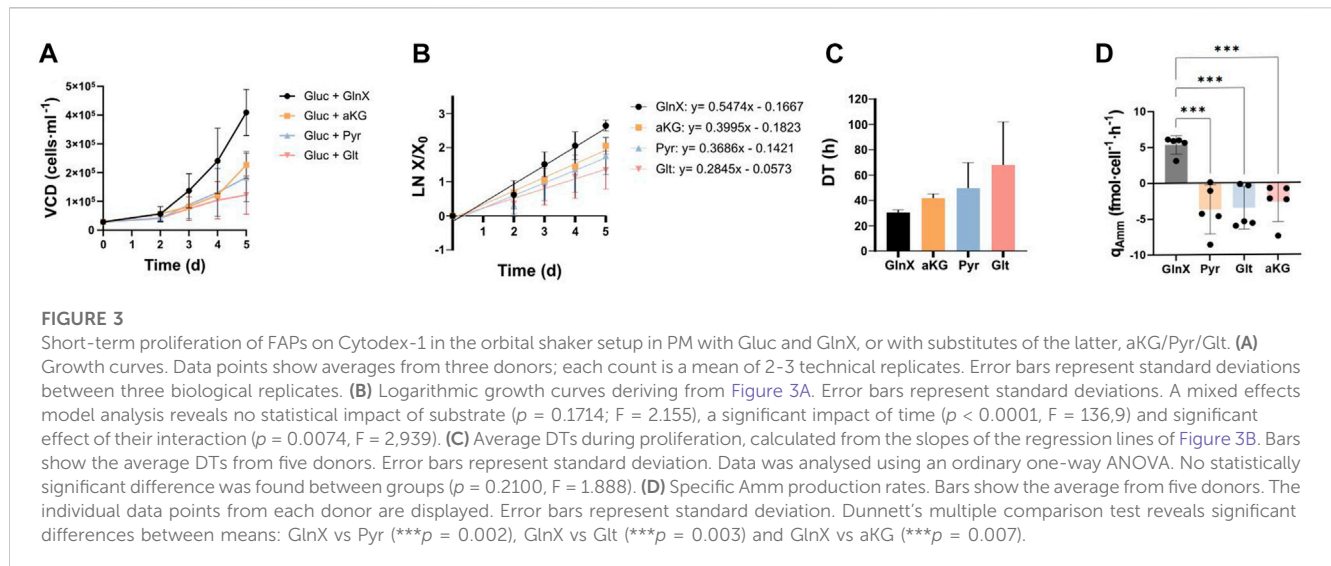 A
VCD (cells·ml⁻¹)
5×10⁵
4×10⁵
3×10⁵
2×10⁵
1×10⁵
0
0 1 2 3 4 5
Time (d)
Gluc + GlnX
Gluc + aKG
Gluc + Pyr
Gluc + Glt
B
LN X/X₀
4
3
2
1
0
-1
1 2 3 4 5
Time (d)
GlnX: y= 0.5474x - 0.1667
aKG: y= 0.3995x - 0.1823
Pyr: y= 0.3686x - 0.1421
Glt: y= 0.2845x - 0.0573
C
DT (h)
120
100
80
60
40
20
0
GlnX aKG Pyr Glt
D
qAmm (fmol·cell⁻¹·h⁻¹)
***
***
***
10
5
0
-5
-10
GlnX Pyr Glt aKG
FIGURE 3
Short-term proliferation of FAPs on Cytodex-1 in the orbital shaker setup in PM with Gluc and GlnX, or with substitutes of the latter, aKG/Pyr/Glt. (A)
Growth curves. Data points show averages from three donors; each count is a mean of 2-3 technical replicates. Error bars represent standard deviations
between three biological replicates. (B) Logarithmic growth curves deriving from Figure 3A. Error bars represent standard deviations. A mixed effects
model analysis reveals no statistical impact of substrate (p = 0.1714; F = 2.155), a significant impact of time (p < 0.0001, F = 136,9) and significant
effect of their interaction (p = 0.0074, F = 2,939). (C) Average DTs during proliferation, calculated from the slopes of the regression lines of Figure 3B. Bars
show the average DTs from five donors. Error bars represent standard deviation. Data was analysed using an ordinary one-way ANOVA. No statistically
significant difference was found between groups (p = 0.2100, F = 1.888). (D) Specific Amm production rates. Bars show the average from five donors. The
individual data points from each donor are displayed. Error bars represent standard deviation. Dunnett's multiple comparison test reveals significant
differences between means: GlnX vs Pyr (***p = 0.002), GlnX vs Glt (***p = 0.003) and GlnX vs aKG (***p = 0.007).